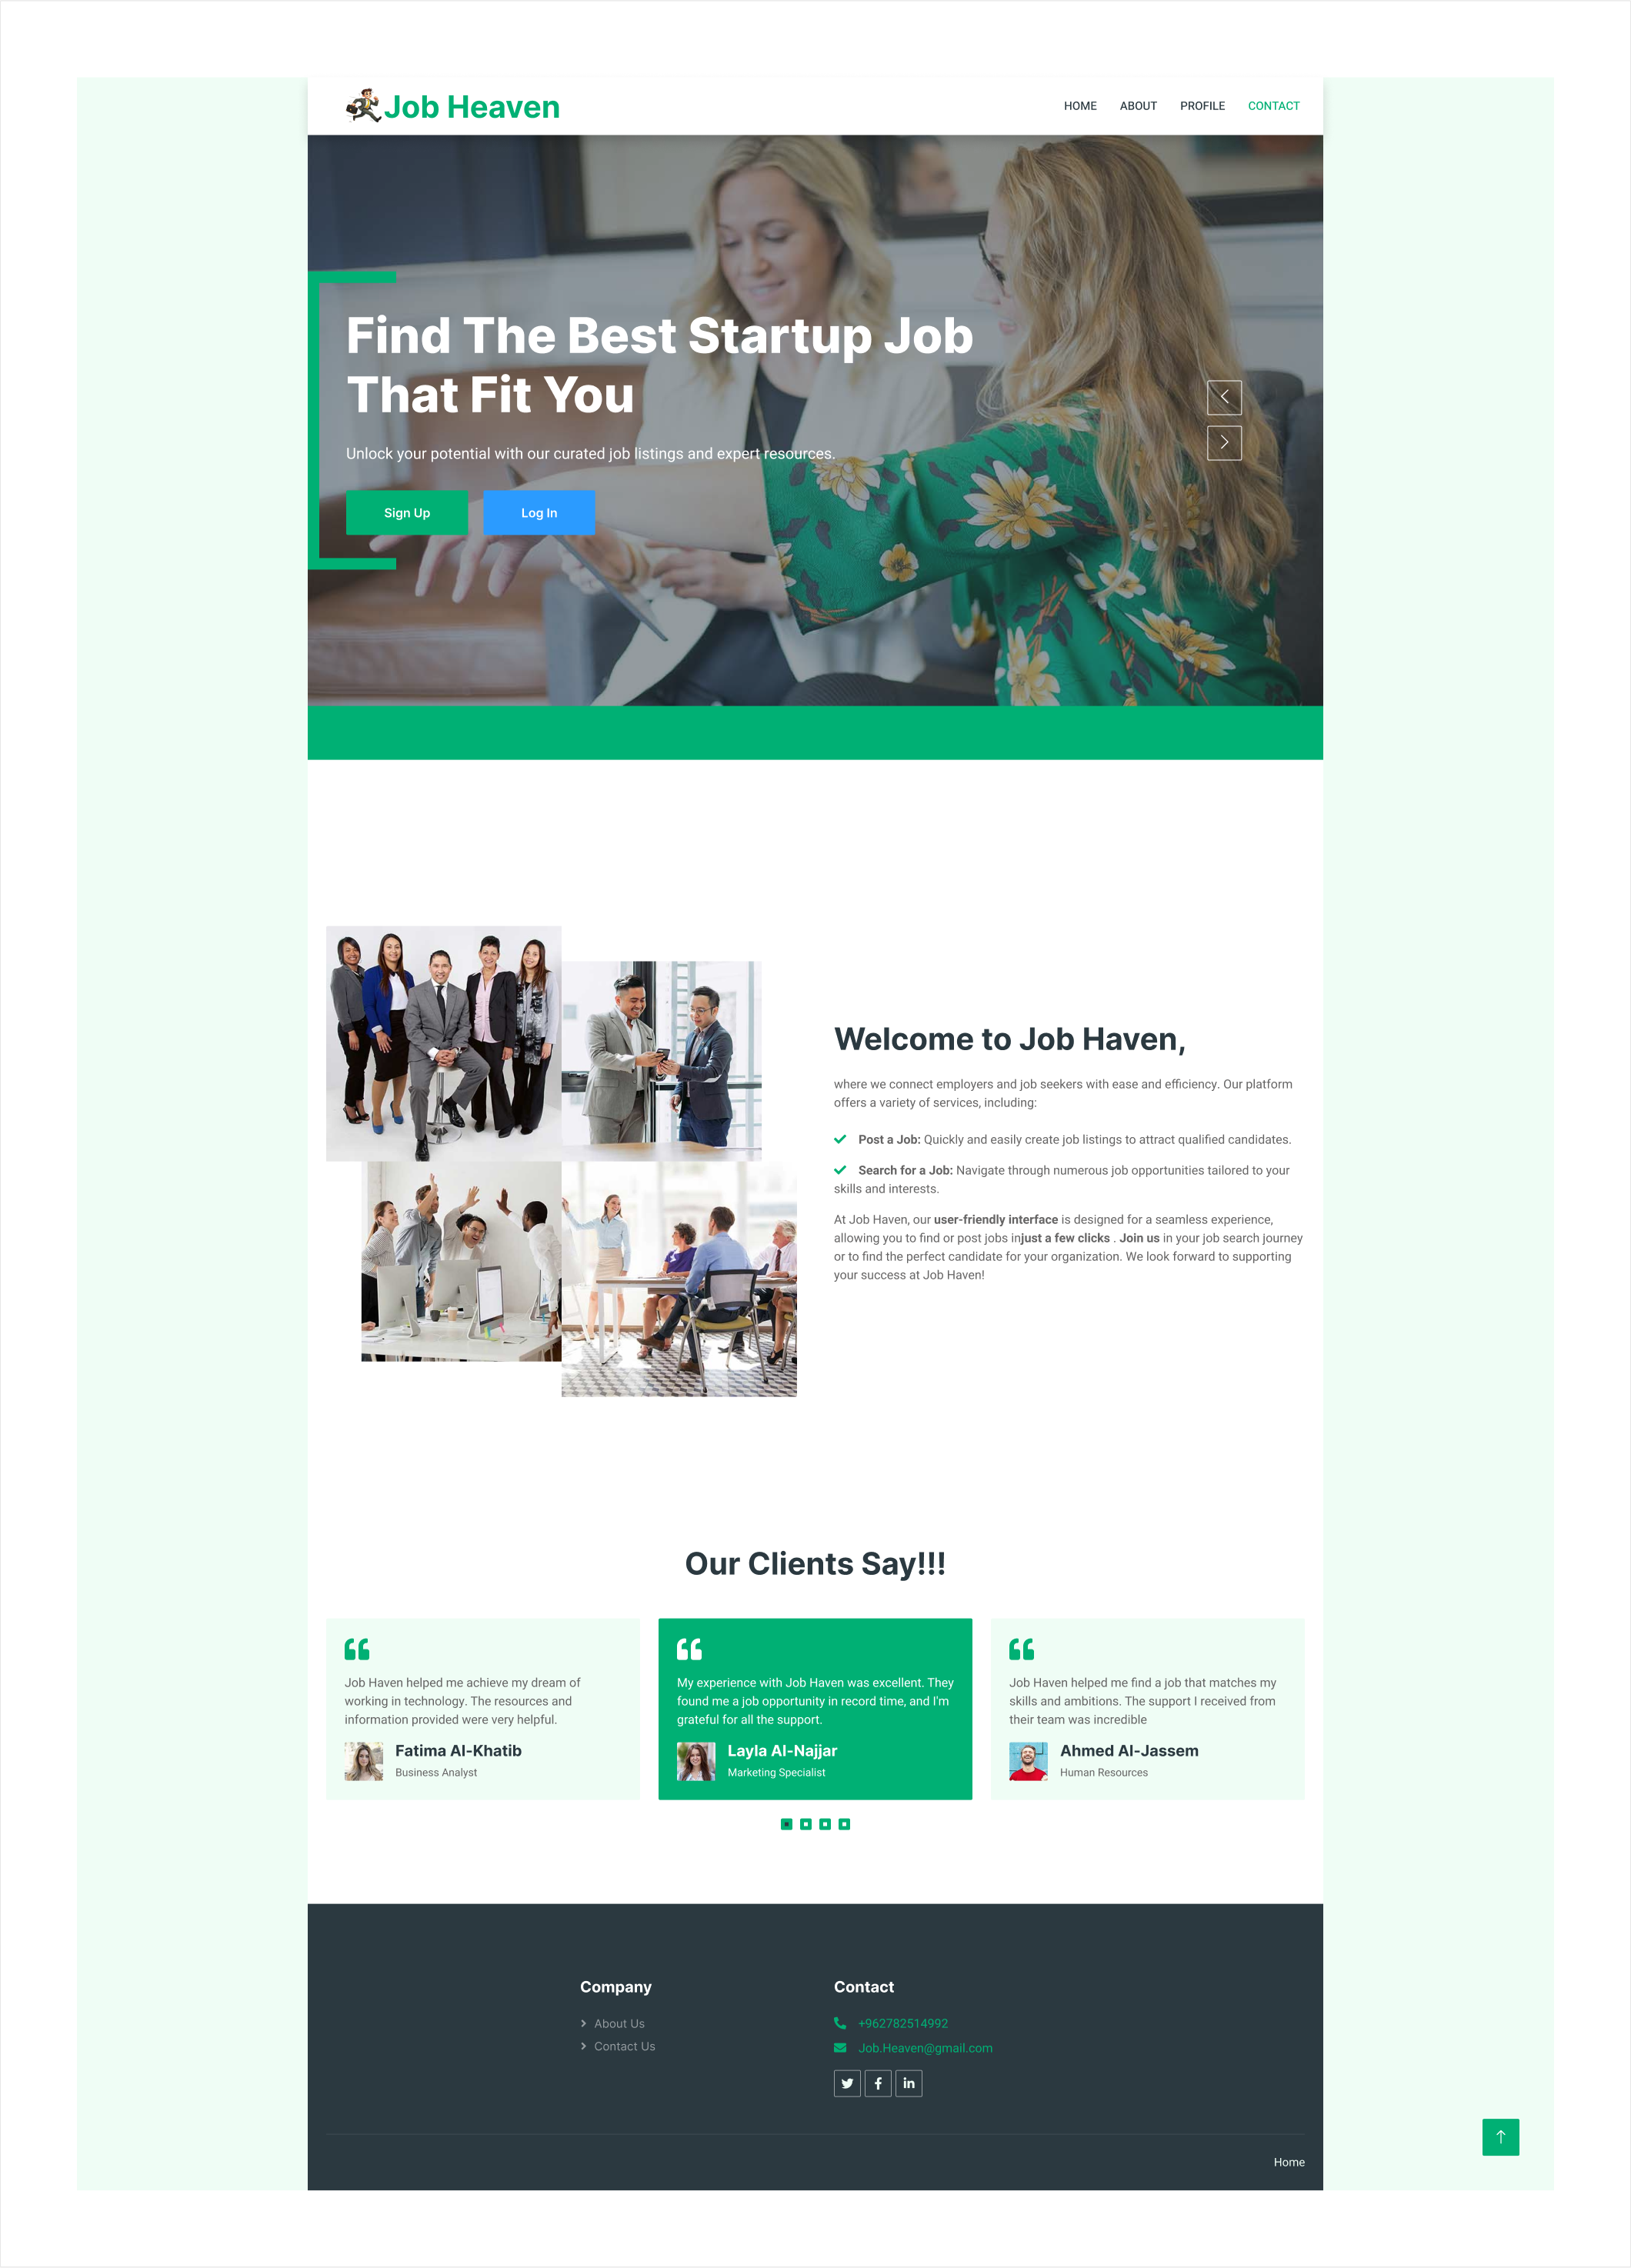 Job Heaven
HOME ABOUT PROFILE CONTACT
Find The Best Startup Job
That Fit You
Unlock your potential with our curated job listings and expert resources.
Sign Up Log In
Welcome to Job Haven,
where we connect employers and job seekers with ease and efficiency. Our platform
offers a variety of services, including:
Post a Job: Quickly and easily create job listings to attract qualified candidates.
Search for a Job: Navigate through numerous job opportunities tailored to your
skills and interests.
At Job Haven, our user-friendly interface is designed for a seamless experience,
allowing you to find or post jobs injust a few clicks . Join us in your job search journey
or to find the perfect candidate for your organization. We look forward to supporting
your success at Job Haven!
Our Clients Say!!!
Job Haven helped me achieve my dream of
working in technology. The resources and
information provided were very helpful.
Fatima Al-Khatib
Business Analyst
My experience with Job Haven was excellent. They
found me a job opportunity in record time, and I'm
grateful for all the support.
Layla Al-Najjar
Marketing Specialist
Job Haven helped me find a job that matches my
skills and ambitions. The support I received from
their team was incredible
Ahmed Al-Jassem
Human Resources
Company
About Us
Contact Us
Contact
+962782514992
Job.Heaven@gmail.com
Home